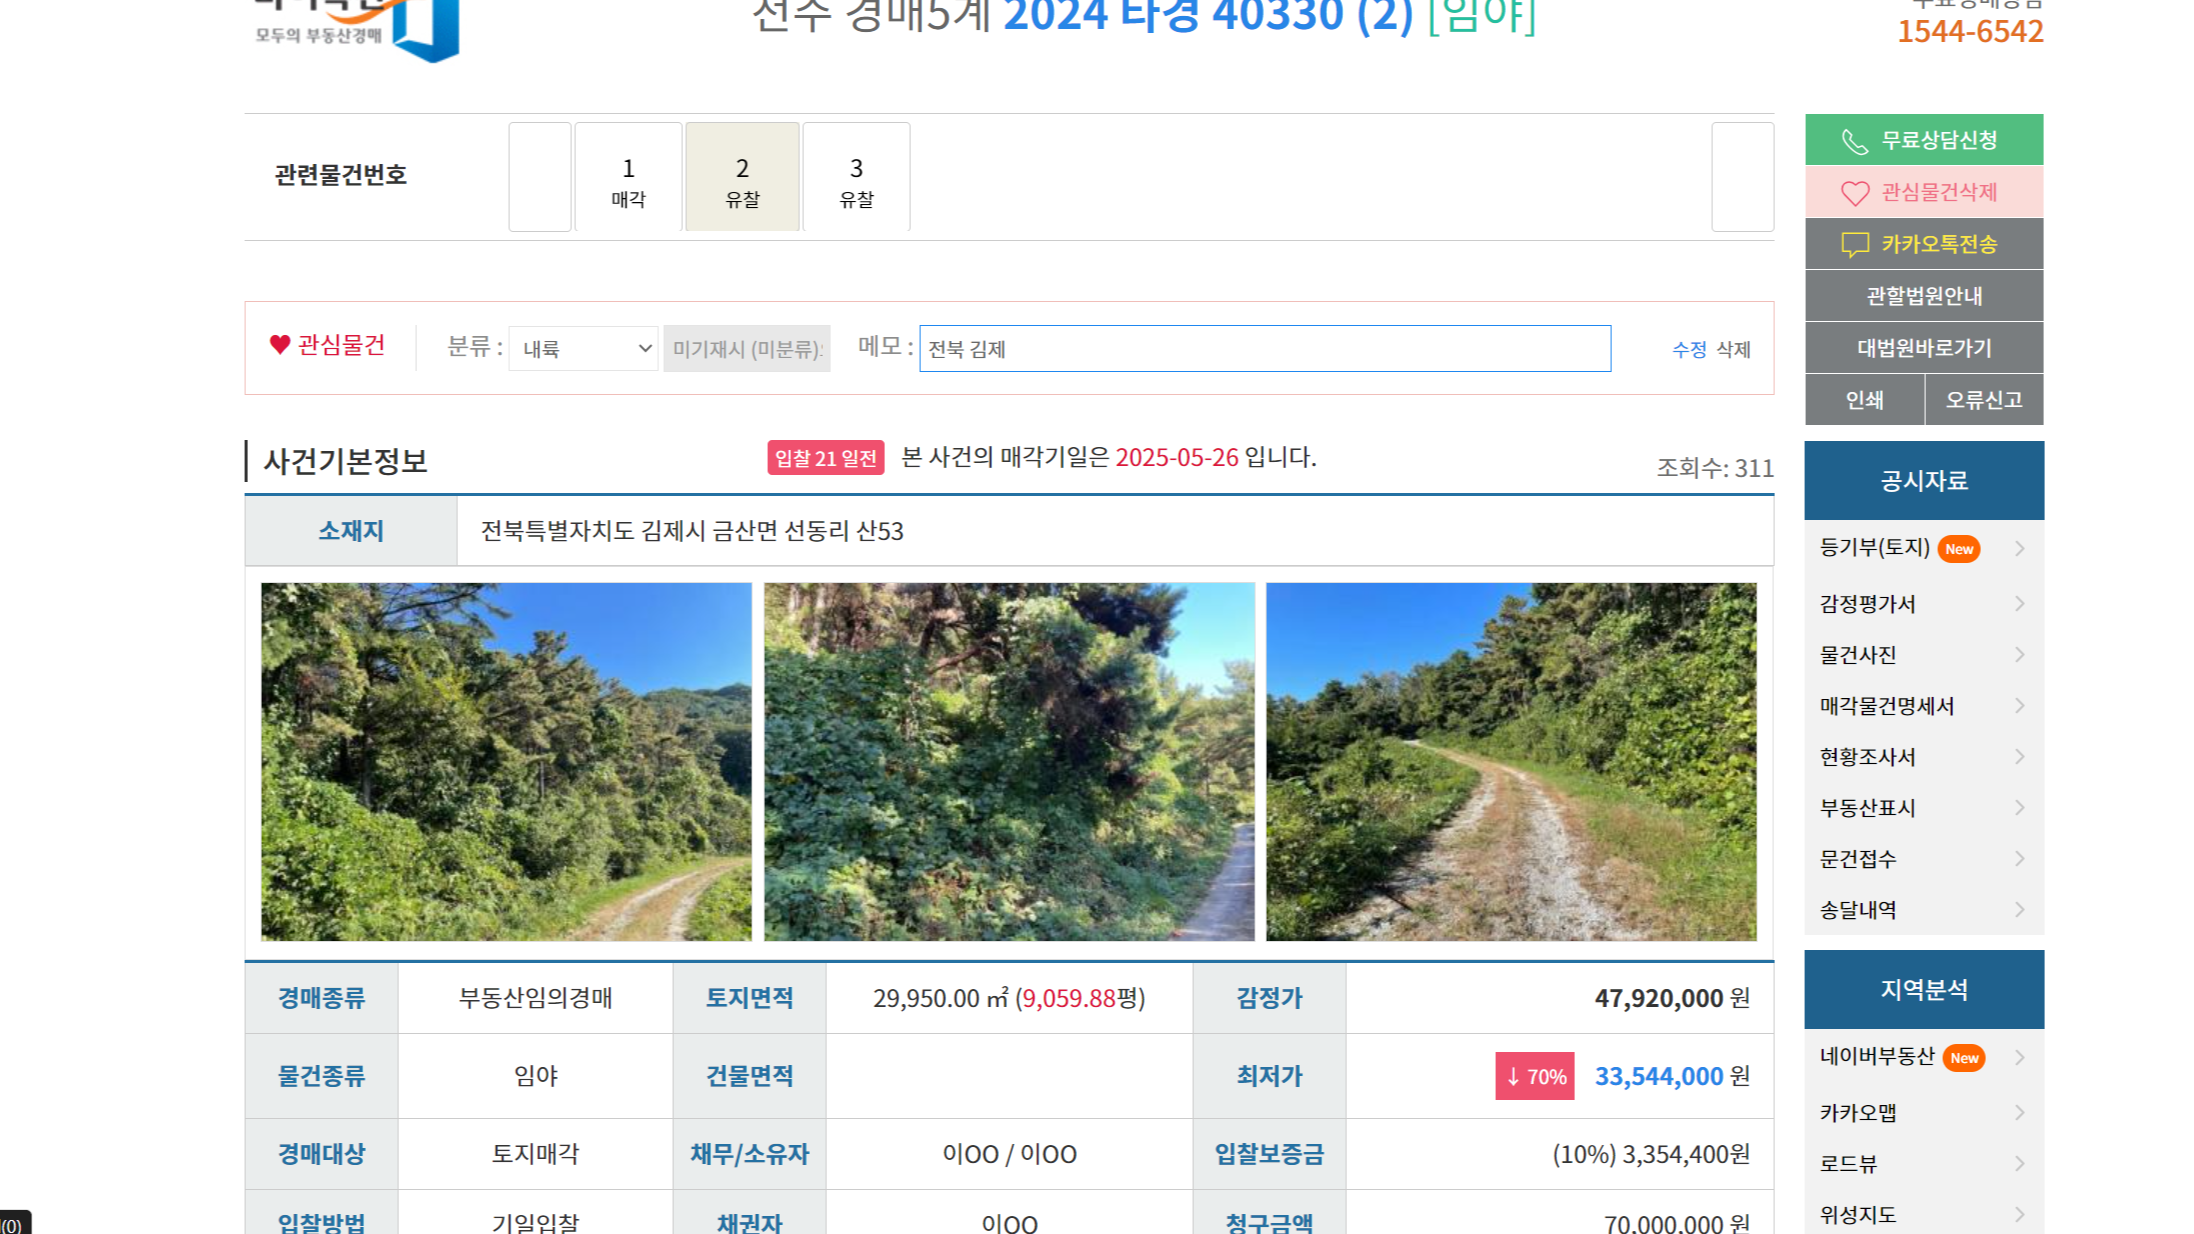 모두의 부동산경매
경매5계 2024 타경 40330 (2) [임야]
1544-6542
관련물건번호
1
매각
2
유찰
3
유찰
무료상담신청
관심물건삭제
카카오톡전송
관할법원안내
대법원바로가기
인쇄
오류신고
♥ 관심물건
분류 :
내륙
미기재시 (미분류)
메모 :
전북 김제
수정 삭제
사건기본정보
입찰 21 일전 본 사건의 매각기일은 2025-05-26 입니다.
조회수: 311
소재지
전북특별자치도 김제시 금산면 선동리 산53
공시자료
등기부(토지) New
감정평가서
물건사진
매각물건명세서
현황조사서
부동산표시
문건접수
송달내역
지역분석
네이버부동산 New
카카오맵
로드뷰
위성지도
경매종류 부동산임의경매 토지면적 29,950.00 ㎡ (9,059.88평) 감정가 47,920,000 원
물건종류 임야 건물면적 최저가 ↓ 70% 33,544,000 원
경매대상 토지매각 채무/소유자 이OO / 이OO 입찰보증금 (10%) 3,354,400원
입찰방법 기일입찰 채권자 이OO 청구금액 70,000,000 원
(0)